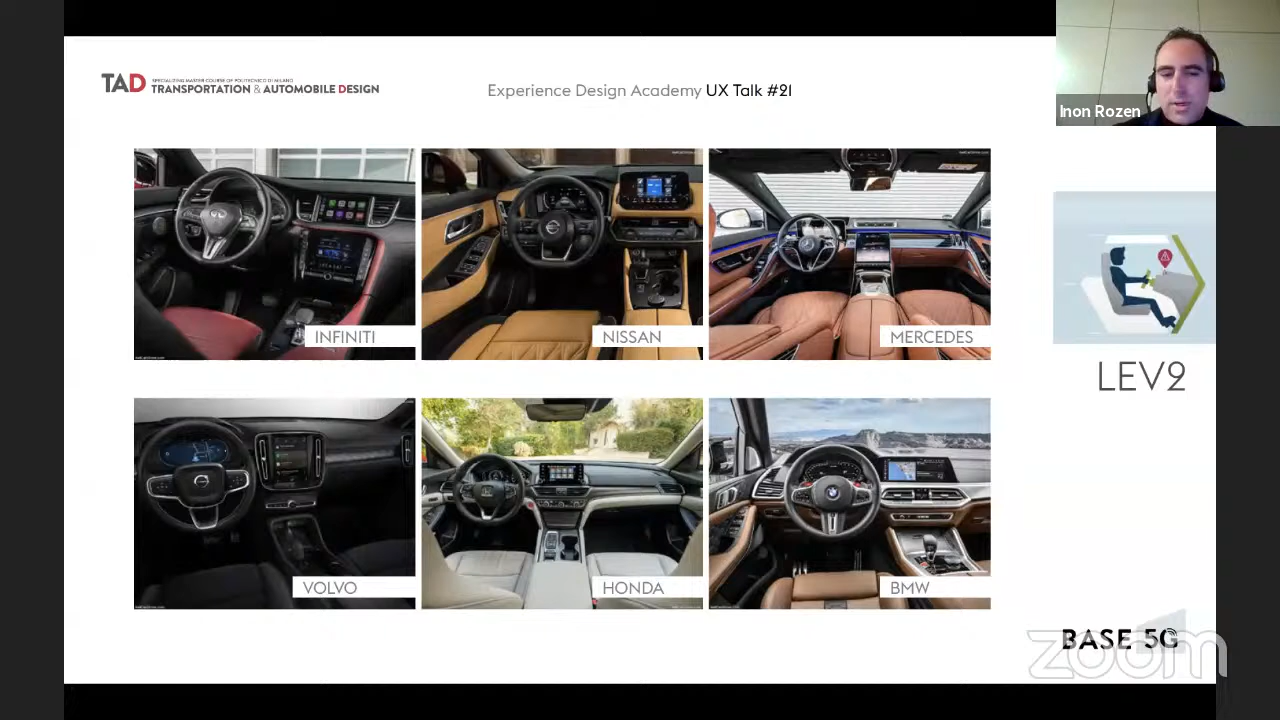 TAD
SPECIALIZING MASTER COURSE OF POLITECNICO DI MILANO
TRANSPORTATION & AUTOMOBILE DESIGN
Experience Design Academy UX Talk #21
Inon Rozen
INFINITI
NISSAN
MERCEDES
LEV2
VOLVO
HONDA
BMW
BASE 5G
zoom